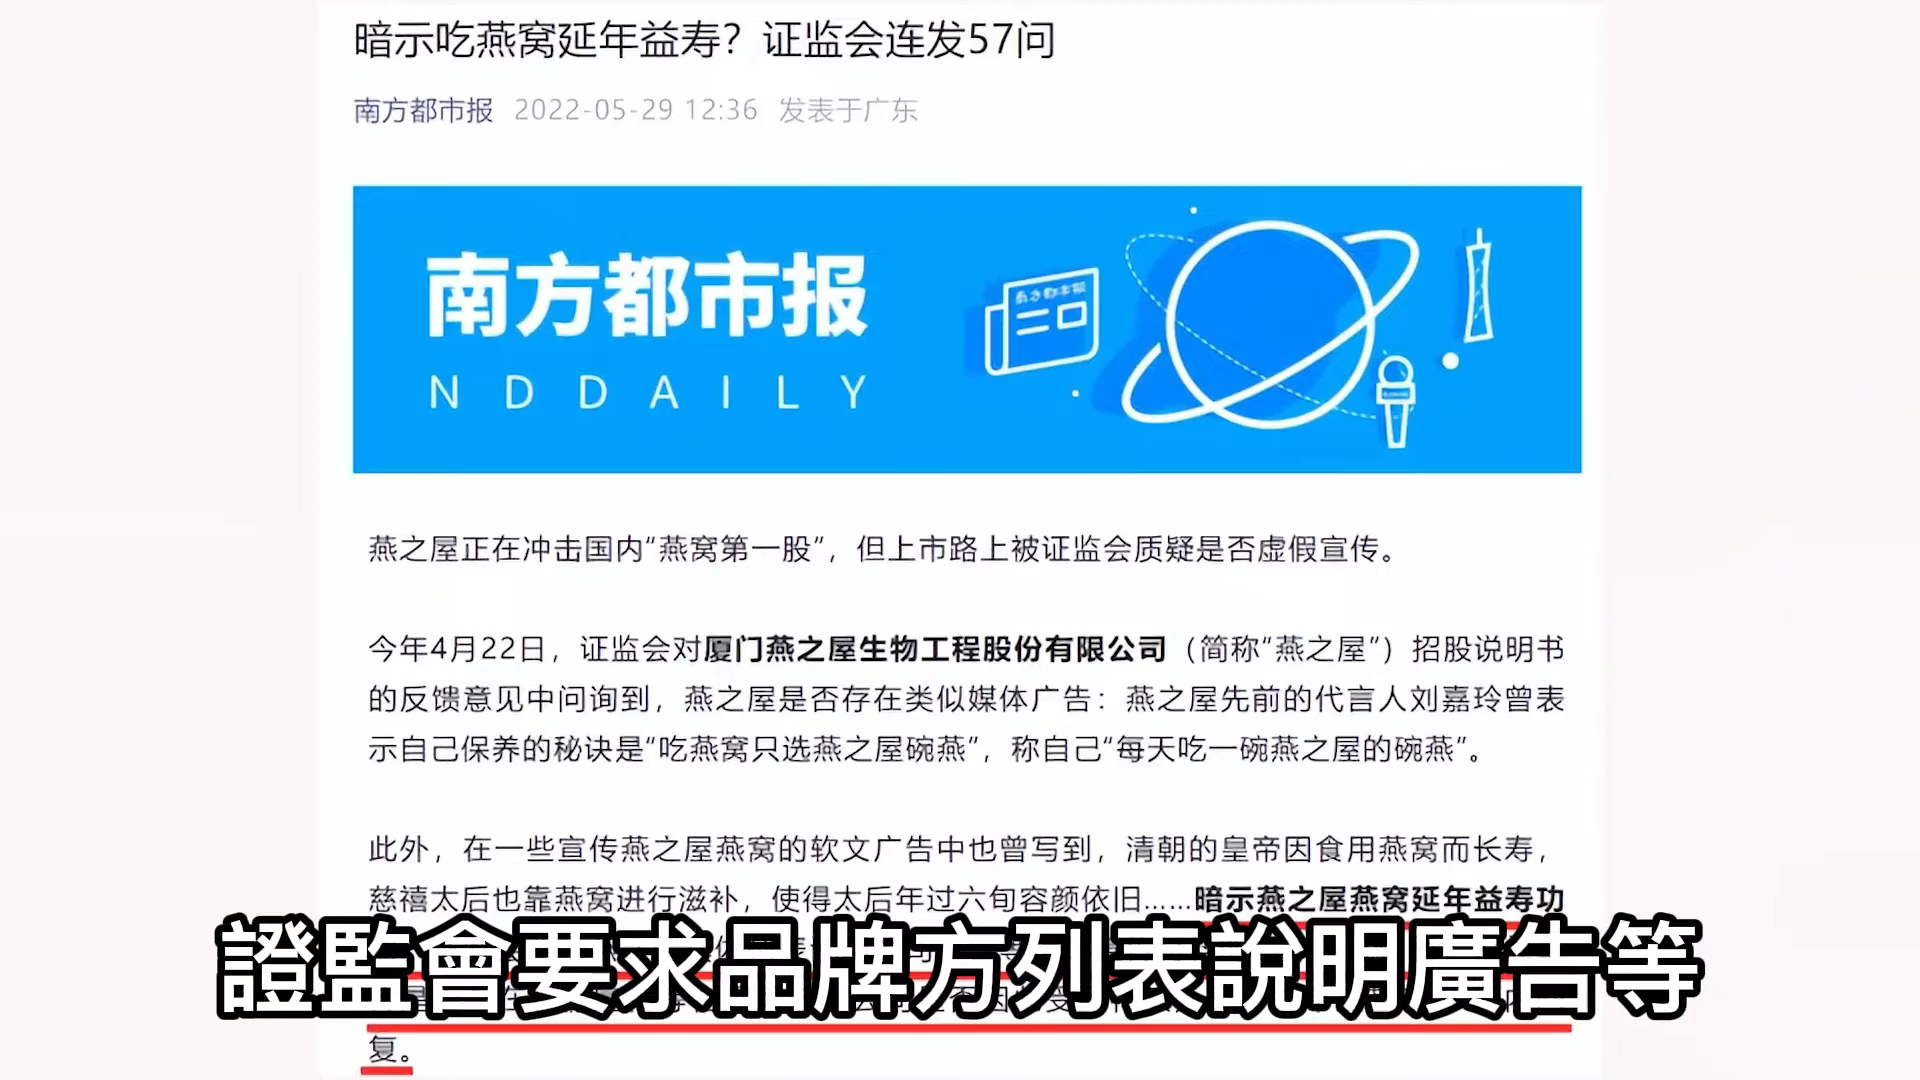 暗示吃燕窝延年益寿？证监会连发57问
南方都市报 2022-05-29 12:36 发表于广东
南方都市报
NDDAILY
燕之屋正在冲击国内“燕窝第一股”，但上市路上被证监会质疑是否虚假宣传。
今年4月22日，证监会对厦门燕之屋生物工程股份有限公司（简称“燕之屋”）招股说明书
的反馈意见中问询到，燕之屋是否存在类似媒体广告：燕之屋先前的代言人刘嘉玲曾表
示自己保养的秘诀是“吃燕窝只选燕之屋碗燕”，称自己“每天吃一碗燕之屋的碗燕”。
此外，在一些宣传燕之屋燕窝的软文广告中也曾写到，清朝的皇帝因食用燕窝而长寿，
慈禧太后也靠燕窝进行滋补，使得太后年过六旬容颜依旧……暗示燕之屋燕窝延年益寿功
證監會要求品牌方列表說明廣告等
复。